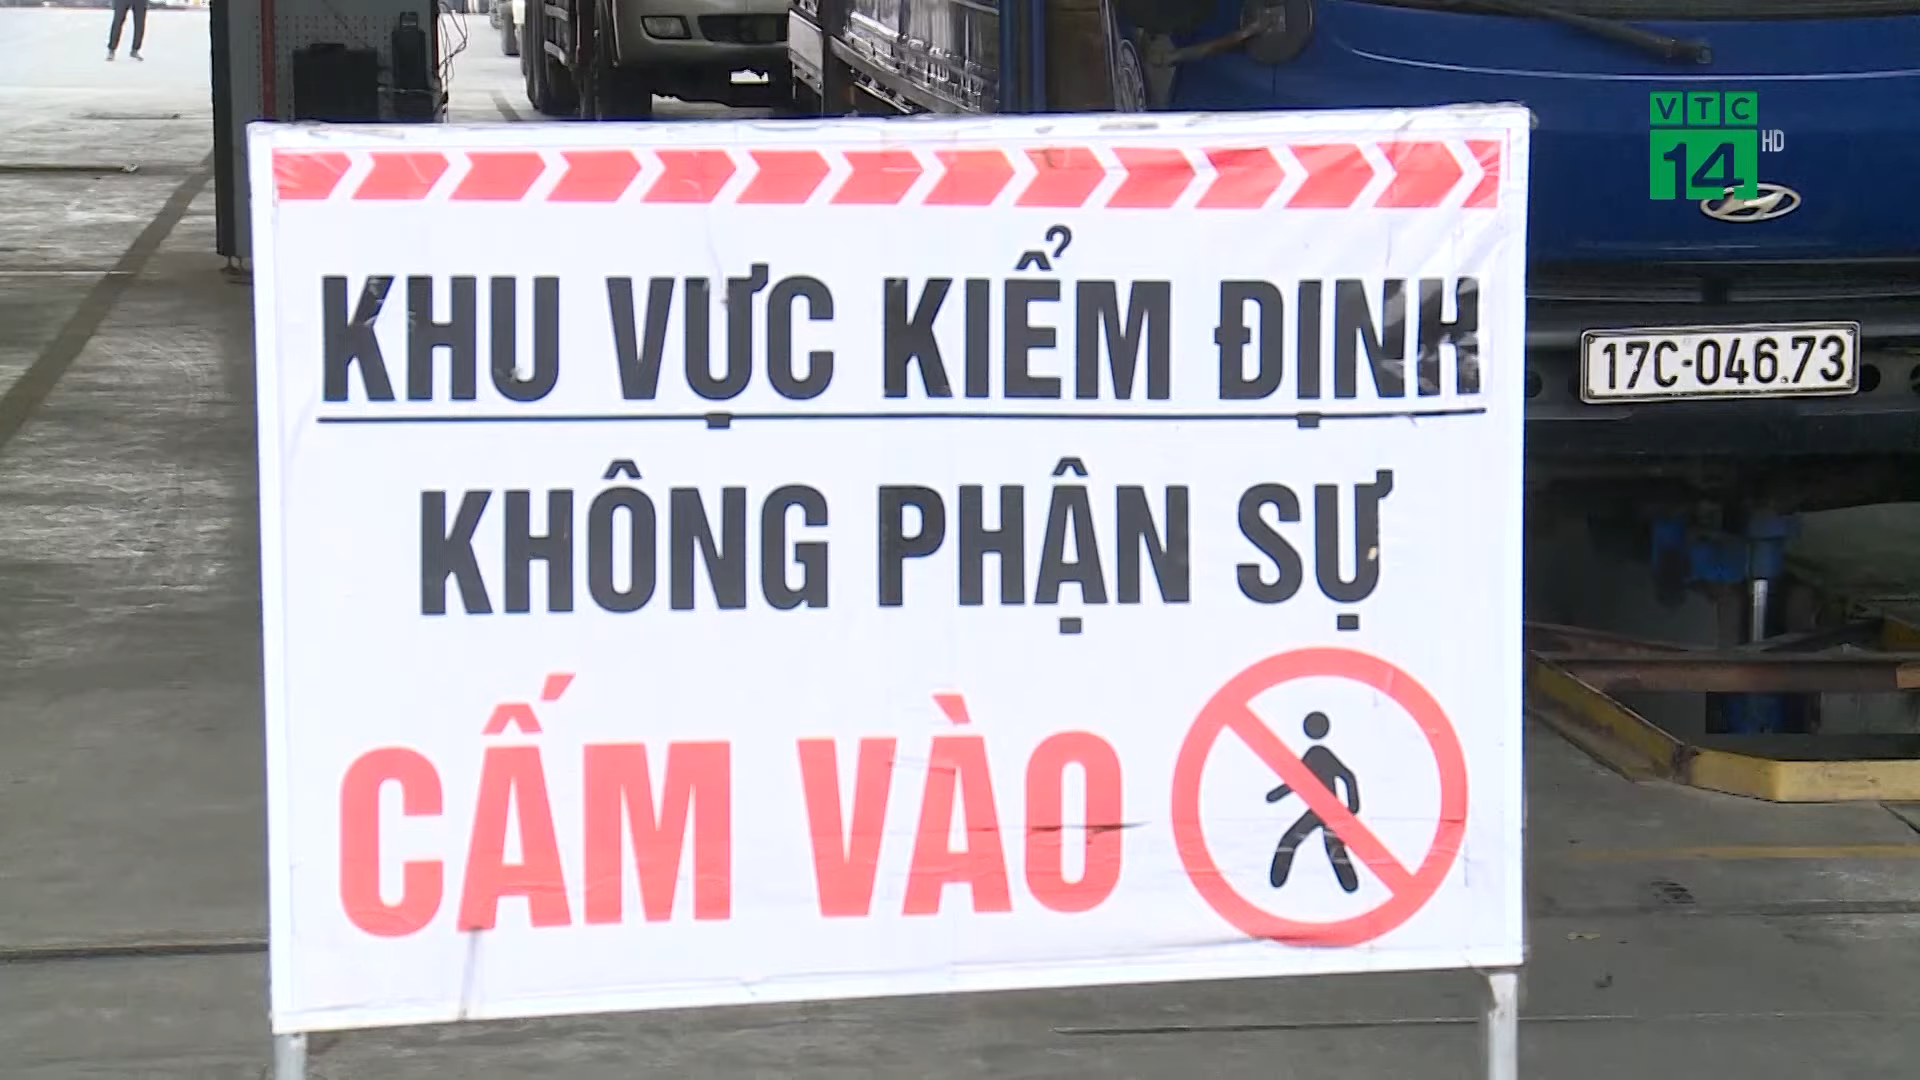 VTC
14 HD
KHU VỰC KIỂM ĐỊNH
17C-046.73
KHÔNG PHẬN SỰ
CẤM VÀO